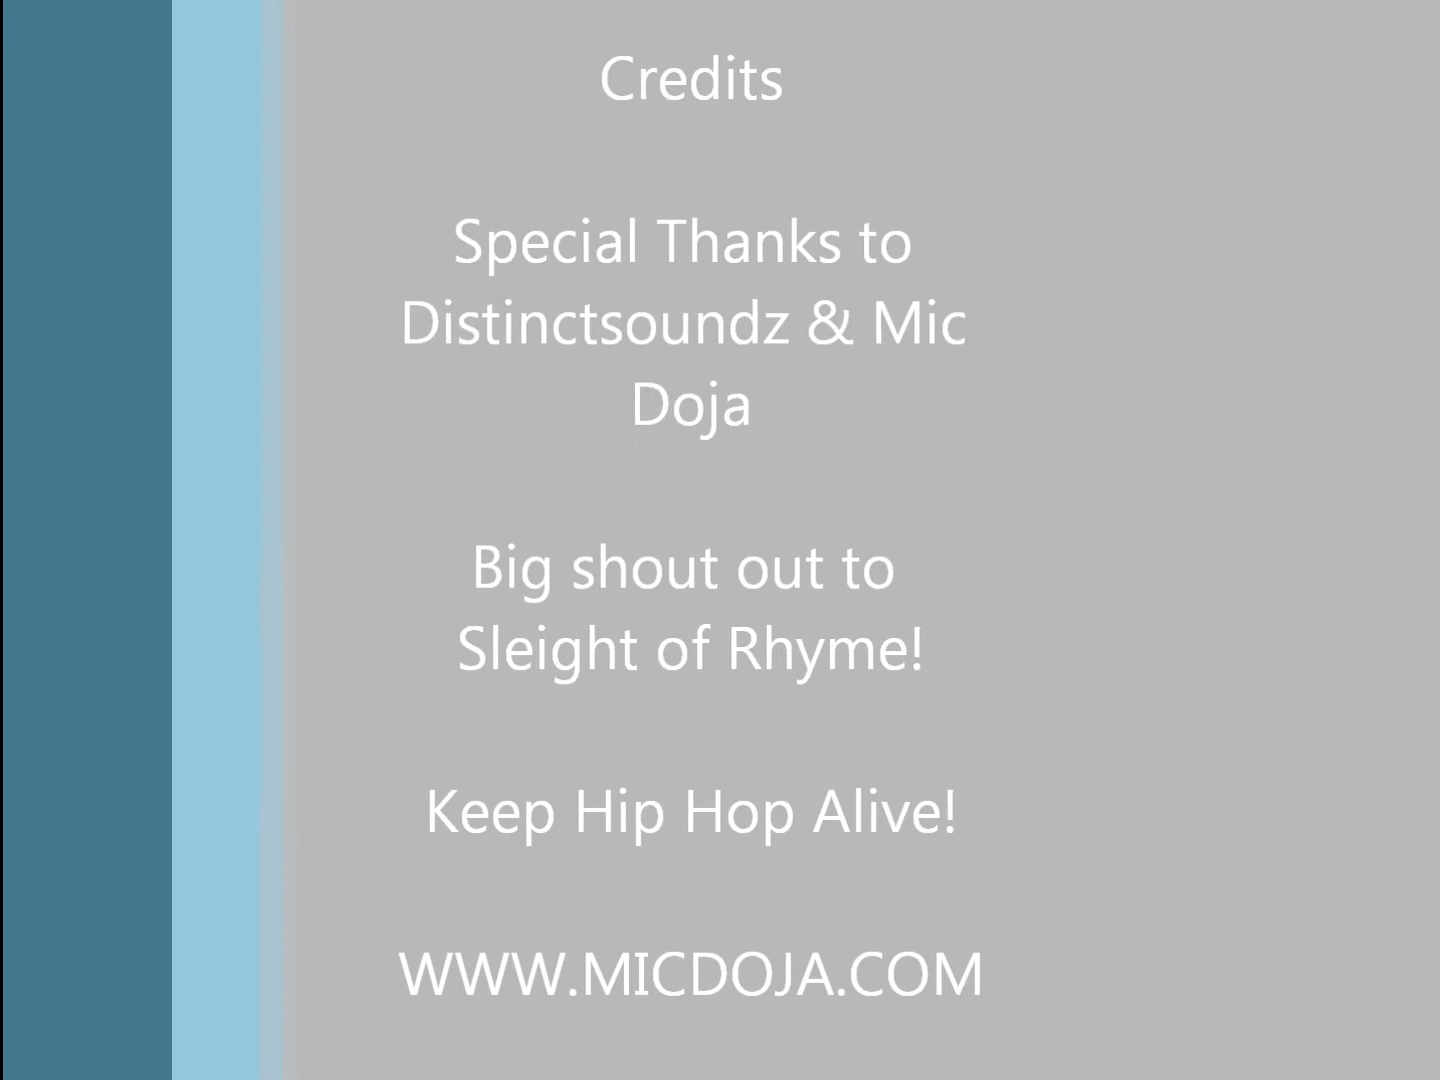 Credits
Special Thanks to
Distinctsoundz & Mic
Doja
Big shout out to
Sleight of Rhyme!
Keep Hip Hop Alive!
WWW.MICDOJA.COM